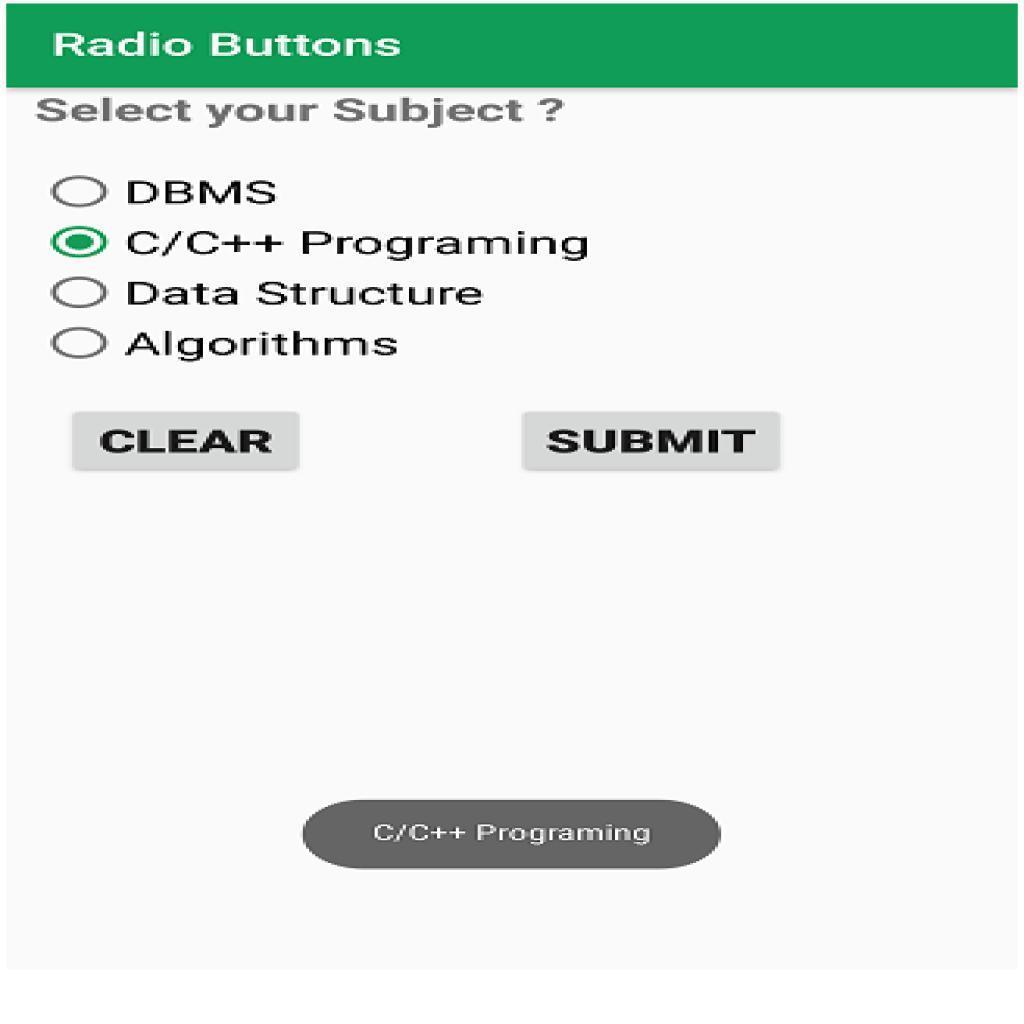 Radio Buttons
Select your Subject ?
DBMS
C/C++ Programing
Data Structure
Algorithms
CLEAR SUBMIT
C/C++ Programing